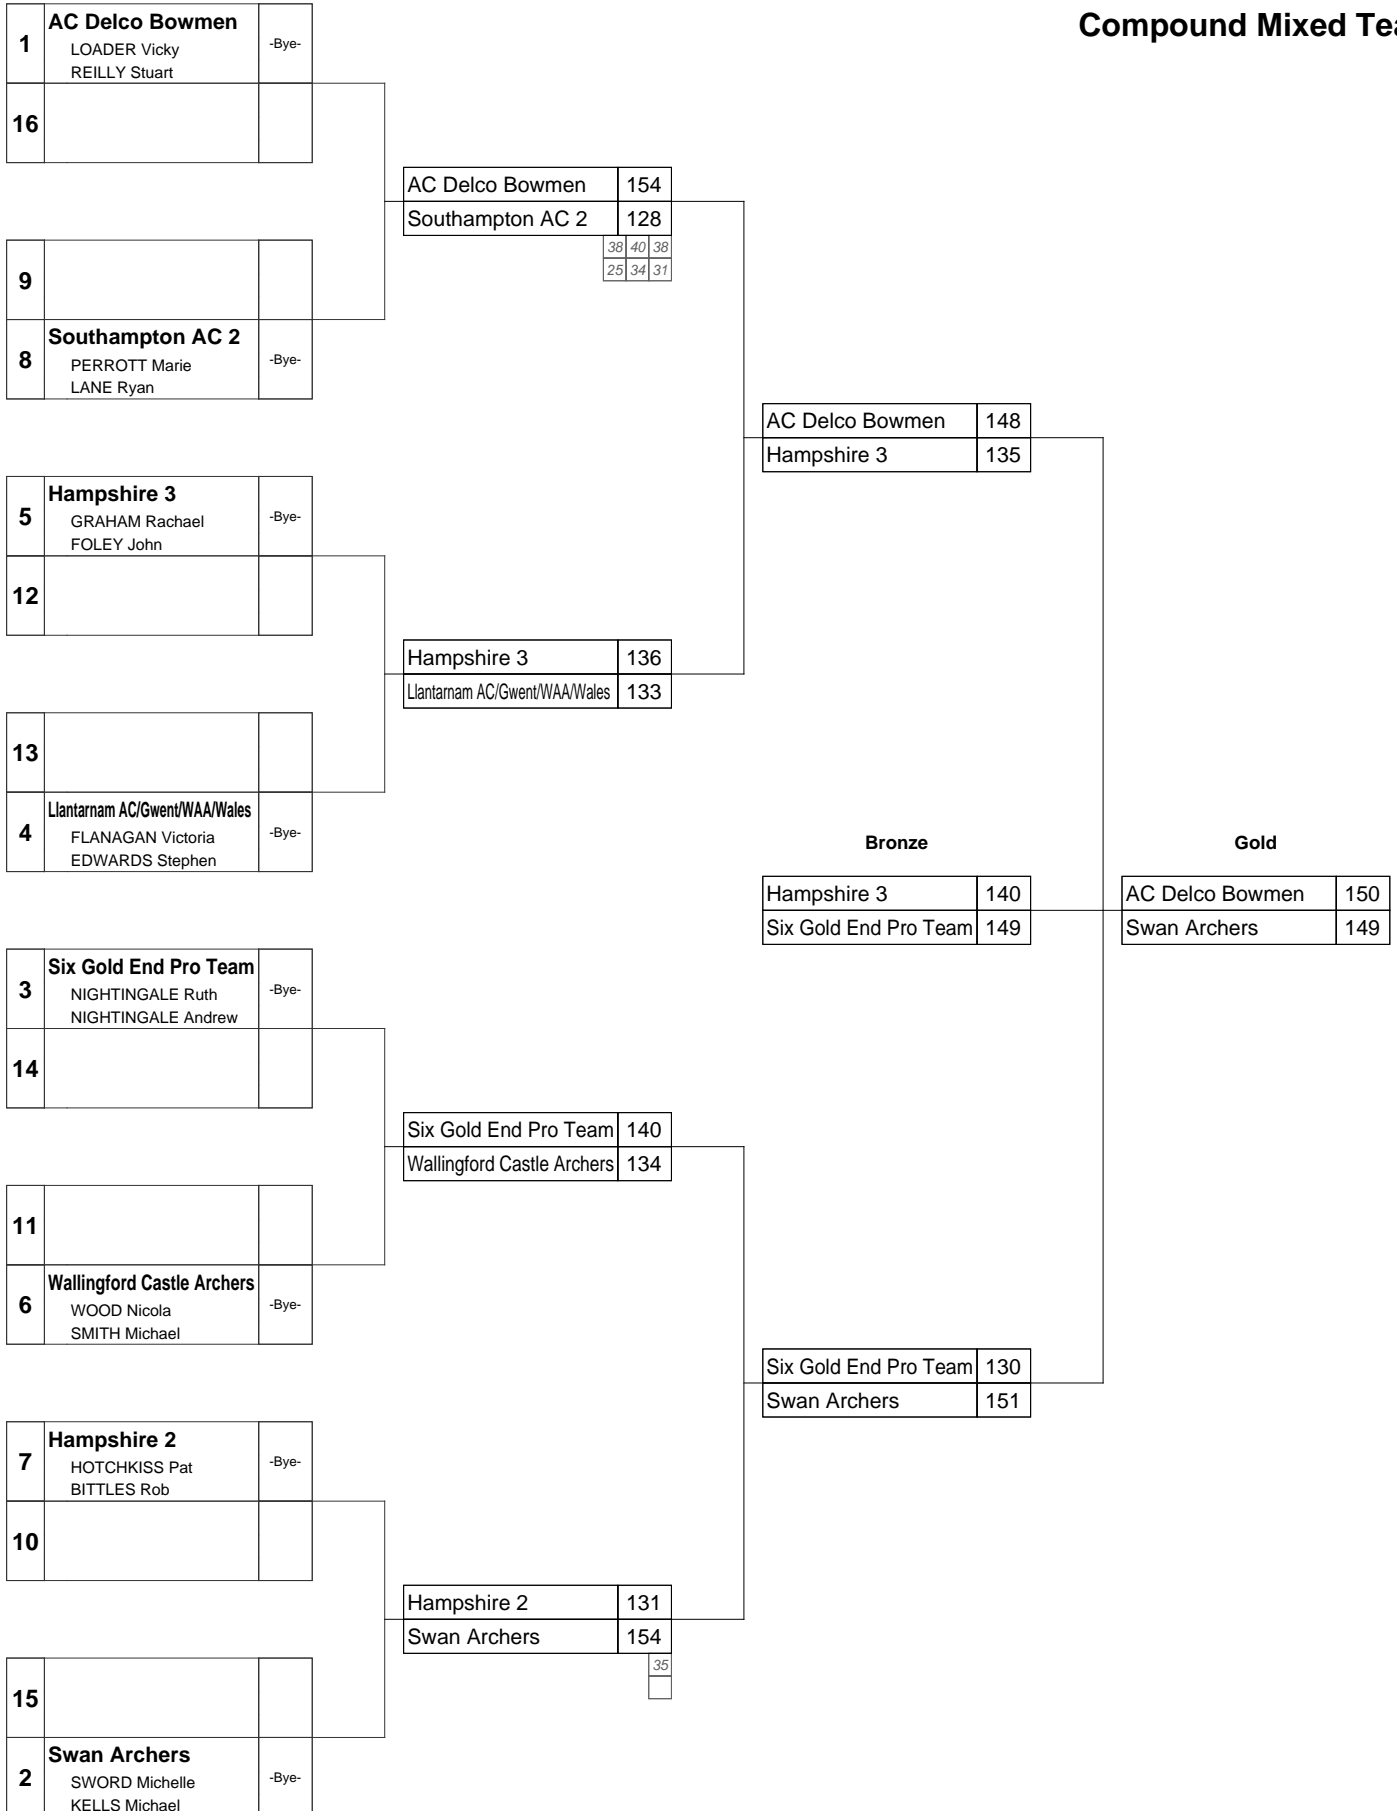 Compound Mixed Tea
1
AC Delco Bowmen
LOADER Vicky
REILLY Stuart
-Bye-
16
AC Delco Bowmen 154
Southampton AC 2 128
38 40 38
25 34 31
9
8
Southampton AC 2
PERROTT Marie
LANE Ryan
-Bye-
AC Delco Bowmen 148
Hampshire 3 135
5
Hampshire 3
GRAHAM Rachael
FOLEY John
-Bye-
12
Hampshire 3 136
Llantarnam AC/Gwent/WAA/Wales 133
13
4
Llantarnam AC/Gwent/WAA/Wales
FLANAGAN Victoria
EDWARDS Stephen
-Bye-
Bronze
Gold
Hampshire 3 140
Six Gold End Pro Team 149
AC Delco Bowmen 150
Swan Archers 149
3
Six Gold End Pro Team
NIGHTINGALE Ruth
NIGHTINGALE Andrew
-Bye-
14
Six Gold End Pro Team 140
Wallingford Castle Archers 134
11
6
Wallingford Castle Archers
WOOD Nicola
SMITH Michael
-Bye-
Six Gold End Pro Team 130
Swan Archers 151
7
Hampshire 2
HOTCHKISS Pat
BITTLES Rob
-Bye-
10
Hampshire 2 131
Swan Archers 154
35
15
2
Swan Archers
SWORD Michelle
KELLS Michael
-Bye-